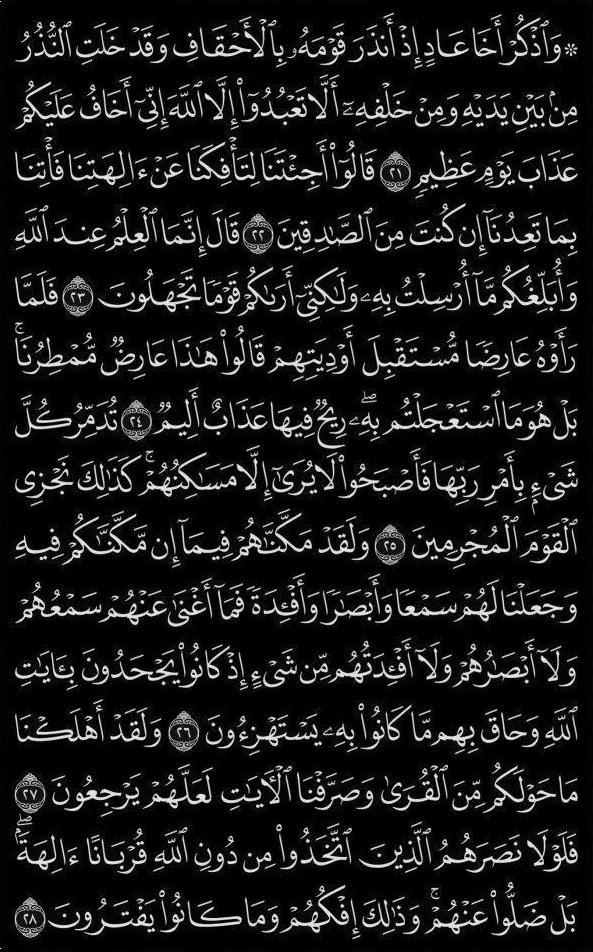 ۞ وَٱذۡكُرۡ أَخَا عَادٍ إِذۡ أَنذَرَ قَوۡمَهُۥ بِٱلۡأَحۡقَافِ وَقَدۡ خَلَتِ ٱلنُّذُرُ
مِنۢ بَيۡنِ يَدَيۡهِ وَمِنۡ خَلۡفِهِۦٓ أَلَّا تَعۡبُدُوٓاْ إِلَّا ٱللَّهَ إِنِّيٓ أَخَافُ عَلَيۡكُمۡ
عَذَابَ يَوۡمٍ عَظِيمٖ ٢١ قَالُوٓاْ أَجِئۡتَنَا لِتَأۡفِكَنَا عَنۡ ءَالِهَتِنَا فَأۡتِنَا
بِمَا تَعِدُنَآ إِن كُنتَ مِنَ ٱلصَّٰدِقِينَ ٢٢ قَالَ إِنَّمَا ٱلۡعِلۡمُ عِندَ ٱللَّهِ
وَأُبَلِّغُكُم مَّآ أُرۡسِلۡتُ بِهِۦ وَلَٰكِنِّيٓ أَرَىٰكُمۡ قَوۡمٗا تَجۡهَلُونَ ٢٣ فَلَمَّا
رَأَوۡهُ عَارِضٗا مُّسۡتَقۡبِلَ أَوۡدِيَتِهِمۡ قَالُواْ هَٰذَا عَارِضٞ مُّمۡطِرُنَاۚ
بَلۡ هُوَ مَا ٱسۡتَعۡجَلۡتُم بِهِۦۖ رِيحٞ فِيهَا عَذَابٌ أَلِيمٞ ٢٤ تُدَمِّرُ كُلَّ
شَيۡءِۭ بِأَمۡرِ رَبِّهَا فَأَصۡبَحُواْ لَا يُرَىٰٓ إِلَّا مَسَٰكِنُهُمۡۚ كَذَٰلِكَ نَجۡزِي
ٱلۡقَوۡمَ ٱلۡمُجۡرِمِينَ ٢٥ وَلَقَدۡ مَكَّنَّٰهُمۡ فِيمَآ إِن مَّكَّنَّٰكُمۡ فِيهِ
وَجَعَلۡنَا لَهُمۡ سَمۡعٗا وَأَبۡصَٰرٗا وَأَفۡـِٔدَةٗ فَمَآ أَغۡنَىٰ عَنۡهُمۡ سَمۡعُهُمۡ
وَلَآ أَبۡصَٰرُهُمۡ وَلَآ أَفۡـِٔدَتُهُم مِّن شَيۡءٍ إِذۡ كَانُواْ يَجۡحَدُونَ بِـَٔايَٰتِ
ٱللَّهِ وَحَاقَ بِهِم مَّا كَانُواْ بِهِۦ يَسۡتَهۡزِءُونَ ٢٦ وَلَقَدۡ أَهۡلَكۡنَا
مَا حَوۡلَكُم مِّنَ ٱلۡقُرَىٰ وَصَرَّفۡنَا ٱلۡأٓيَٰتِ لَعَلَّهُمۡ يَرۡجِعُونَ ٢٧
فَلَوۡلَا نَصَرَهُمُ ٱلَّذِينَ ٱتَّخَذُواْ مِن دُونِ ٱللَّهِ قُرۡبَانًا ءَالِهَةَۢۖ
بَلۡ ضَلُّواْ عَنۡهُمۡۚ وَذَٰلِكَ إِفۡكُهُمۡ وَمَا كَانُواْ يَفۡتَرُونَ ٢٨